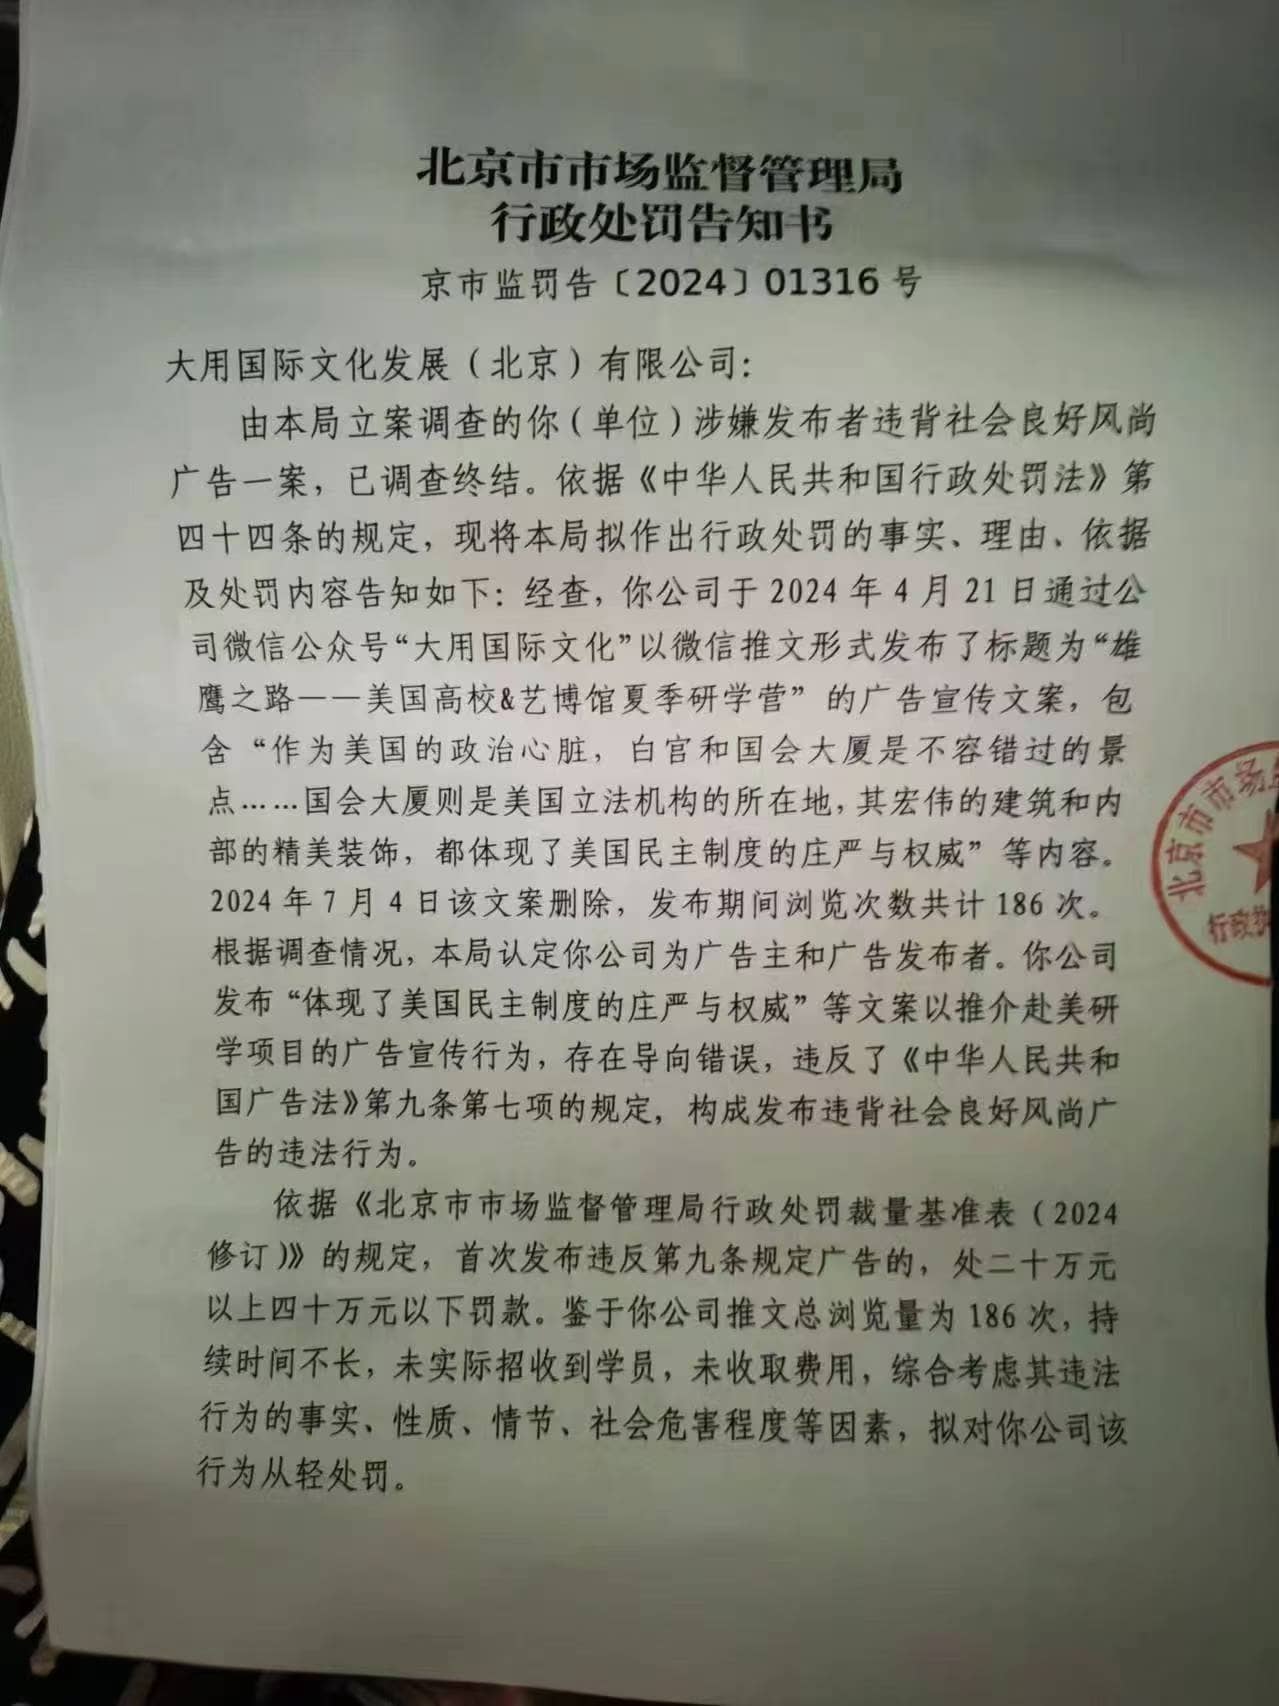 北京市市场监督管理局
行政处罚告知书
京市监罚告〔2024〕01316号
大用国际文化发展（北京）有限公司：
由本局立案调查的你（单位）涉嫌发布者违背社会良好风尚
广告一案，已调查终结。依据《中华人民共和国行政处罚法》第
四十四条的规定，现将本局拟作出行政处罚的事实、理由、依据
及处罚内容告知如下：经查，你公司于2024年4月21日通过公
司微信公众号“大用国际文化”以微信推文形式发布了标题为“雄
鹰之路——美国高校&艺博馆夏季研学营”的广告宣传文案，包
含“作为美国的政治心脏，白宫和国会大厦是不容错过的景
点……国会大厦则是美国立法机构的所在地，其宏伟的建筑和内
部的精美装饰，都体现了美国民主制度的庄严与权威”等内容。
2024年7月4日该文案删除，发布期间浏览次数共计186次。
根据调查情况，本局认定你公司为广告主和广告发布者。你公司
发布“体现了美国民主制度的庄严与权威”等文案以推介赴美研
学项目的广告宣传行为，存在导向错误，违反了《中华人民共和
国广告法》第九条第七项的规定，构成发布违背社会良好风尚广
告的违法行为。
依据《北京市市场监督管理局行政处罚裁量基准表（2024
修订）》的规定，首次发布违反第九条规定广告的，处二十万元
以上四十万元以下罚款。鉴于你公司推文总浏览量为186次，持
续时间不长，未实际招收到学员，未收取费用，综合考虑其违法
行为的事实、性质、情节、社会危害程度等因素，拟对你公司该
行为从轻处罚。
北京市市场
行政执